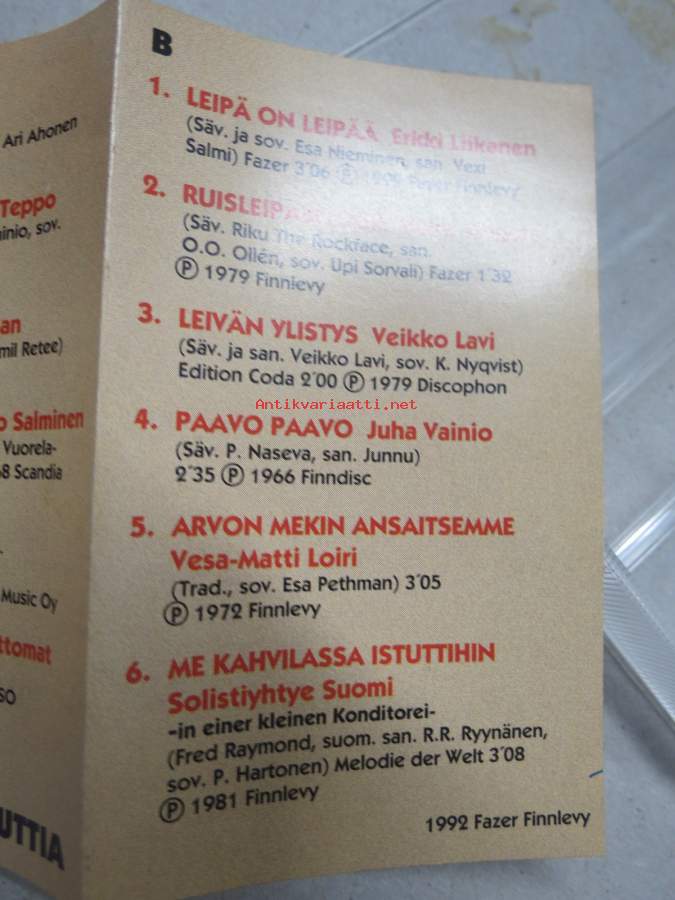 Ari Ahonen
Teppo
sov.
an
mil Retee)
Salminen
Vuorela-
8 Scandia
Music Oy
ttomat
SO
UTTIA
B
1. LEIPÄ ON LEIPÄÄ Erkki Liikanen
(Säv. ja sov. Esa Nieminen, san. Vexi
Salmi) Fazer 3´06 Ⓟ Fazer Finnlevy
2.
(Säv. Riku The Rockface, san.
O.O. Ollén, sov. Upi Sorvali) Fazer 1´32
Ⓟ 1979 Finnlevy
3. LEIVÄN YLISTYS Veikko Lavi
(Säv. ja san. Veikko Lavi, sov. K. Nyqvist)
Edition Coda 2´00 Ⓟ 1979 Discophon
Antikvariaatti.net
4. PAAVO PAAVO Juha Vainio
(Säv. P. Naseva, san. Junnu)
2´35 Ⓟ 1966 Finndisc
5. ARVON MEKIN ANSAITSEMME
Vesa-Matti Loiri
(Trad., sov. Esa Pethman) 3´05
Ⓟ 1972 Finnlevy
6. ME KAHVILASSA ISTUTTIHIN
Solistiyhtye Suomi
-in einer kleinen Konditorei-
(Fred Raymond, suom. san. R.R. Ryynänen,
sov. P. Hartonen) Melodie der Welt 3´08
Ⓟ 1981 Finnlevy
1992 Fazer Finnlevy